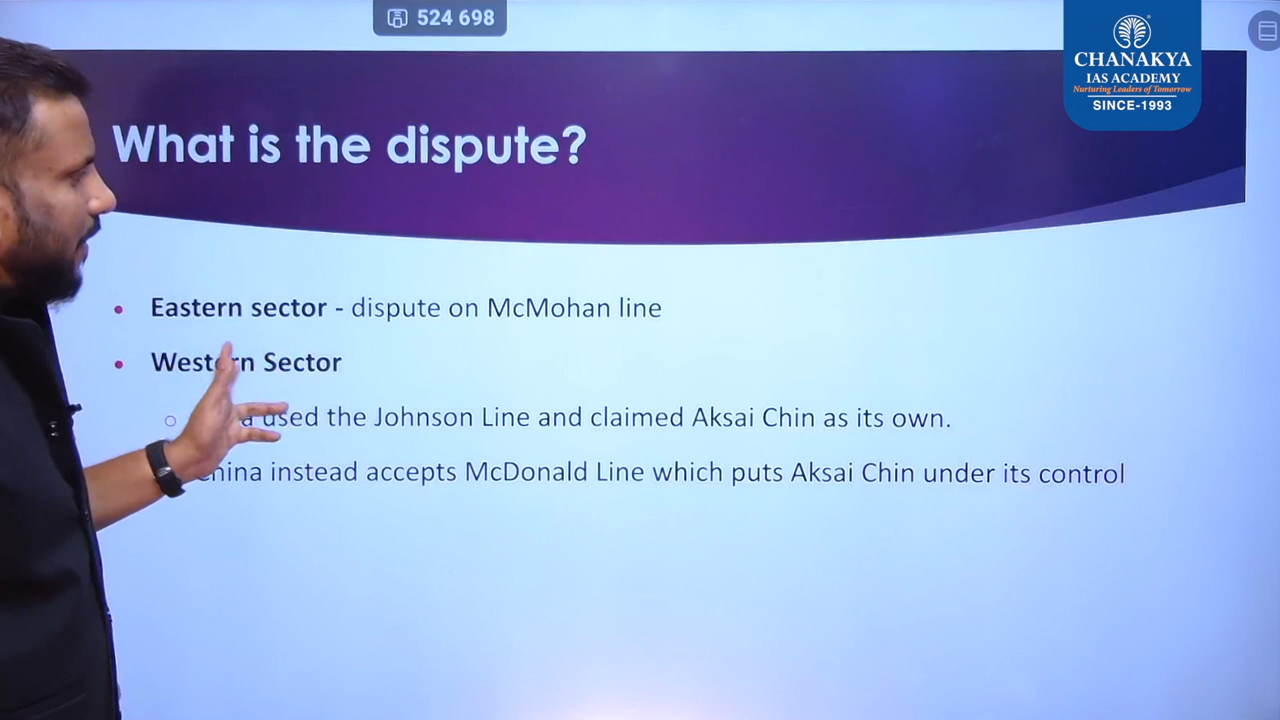 524 698
CHANAKYA
IAS ACADEMY
Nurturing Leaders of Tomorrow
SINCE-1993
What is the dispute?
• Eastern sector - dispute on McMohan line
• Western Sector
used the Johnson Line and claimed Aksai Chin as its own.
China instead accepts McDonald Line which puts Aksai Chin under its control